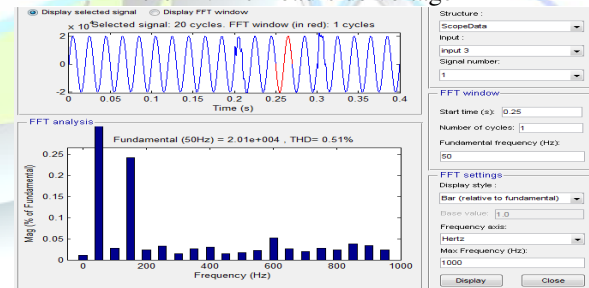 Display selected signal Display FFT window
× 10 4 Selected signal: 20 cycles. FFT window (in red): 1 cycles
2
0
-2
0 0.05 0.1 0.15 0.2 0.25 0.3 0.35 0.4
Time (s)
FFT analysis
Fundamental (50Hz) = 2.01e+004 , THD= 0.51%
Mag (% of Fundamental)
0.25
0.2
0.15
0.1
0.05
0
0 200 400 600 800 1000
Frequency (Hz)
Structure :
ScopeData
Input :
input 3
Signal number:
1
FFT window
Start time (s): 0.25
Number of cycles: 1
Fundamental frequency (Hz):
50
FFT settings
Display style :
Bar (relative to fundamental)
Base value: 1.0
Frequency axis:
Hertz
Max Frequency (Hz):
1000
Display Close